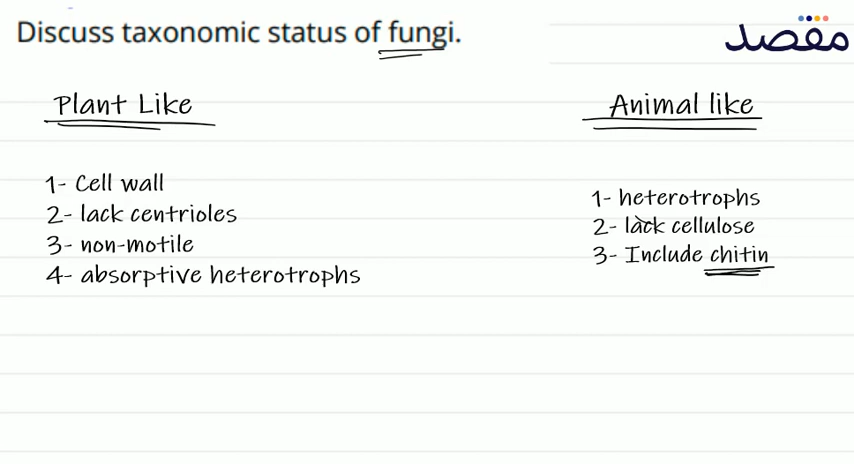 Discuss taxonomic status of fungi.
مقصد
Plant Like
1- Cell wall
2- lack centrioles
3- non-motile
4- absorptive heterotrophs
Animal like
1- heterotrophs
2- lack cellulose
3- Include chitin